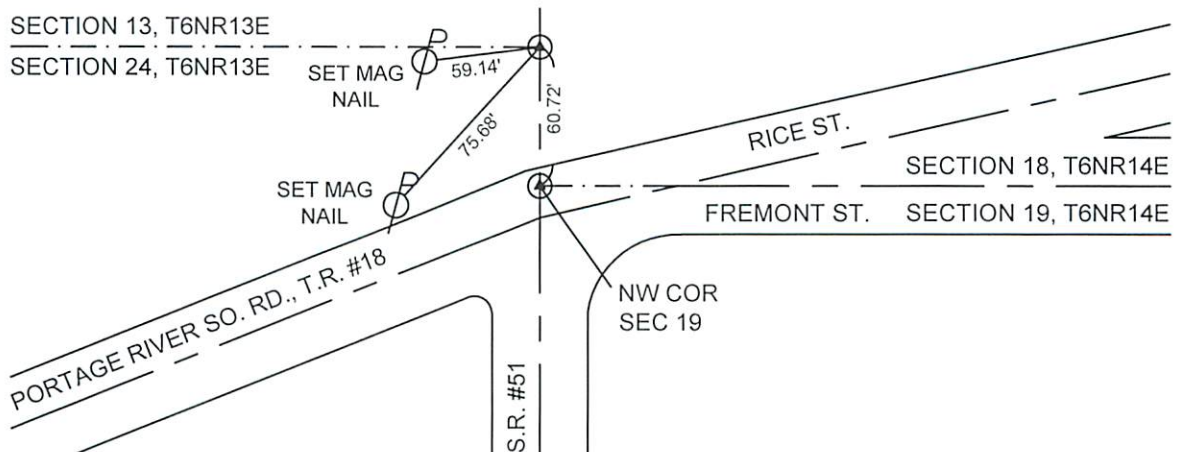 SECTION 13, T6NR13E
SECTION 24, T6NR13E
SET MAG
NAIL
P
59.14'
75.68'
60.72'
RICE ST.
SECTION 18, T6NR14E
SET MAG
NAIL
P
FREMONT ST.
SECTION 19, T6NR14E
PORTAGE RIVER SO. RD., T.R. #18
NW COR
SEC 19
S.R. #51